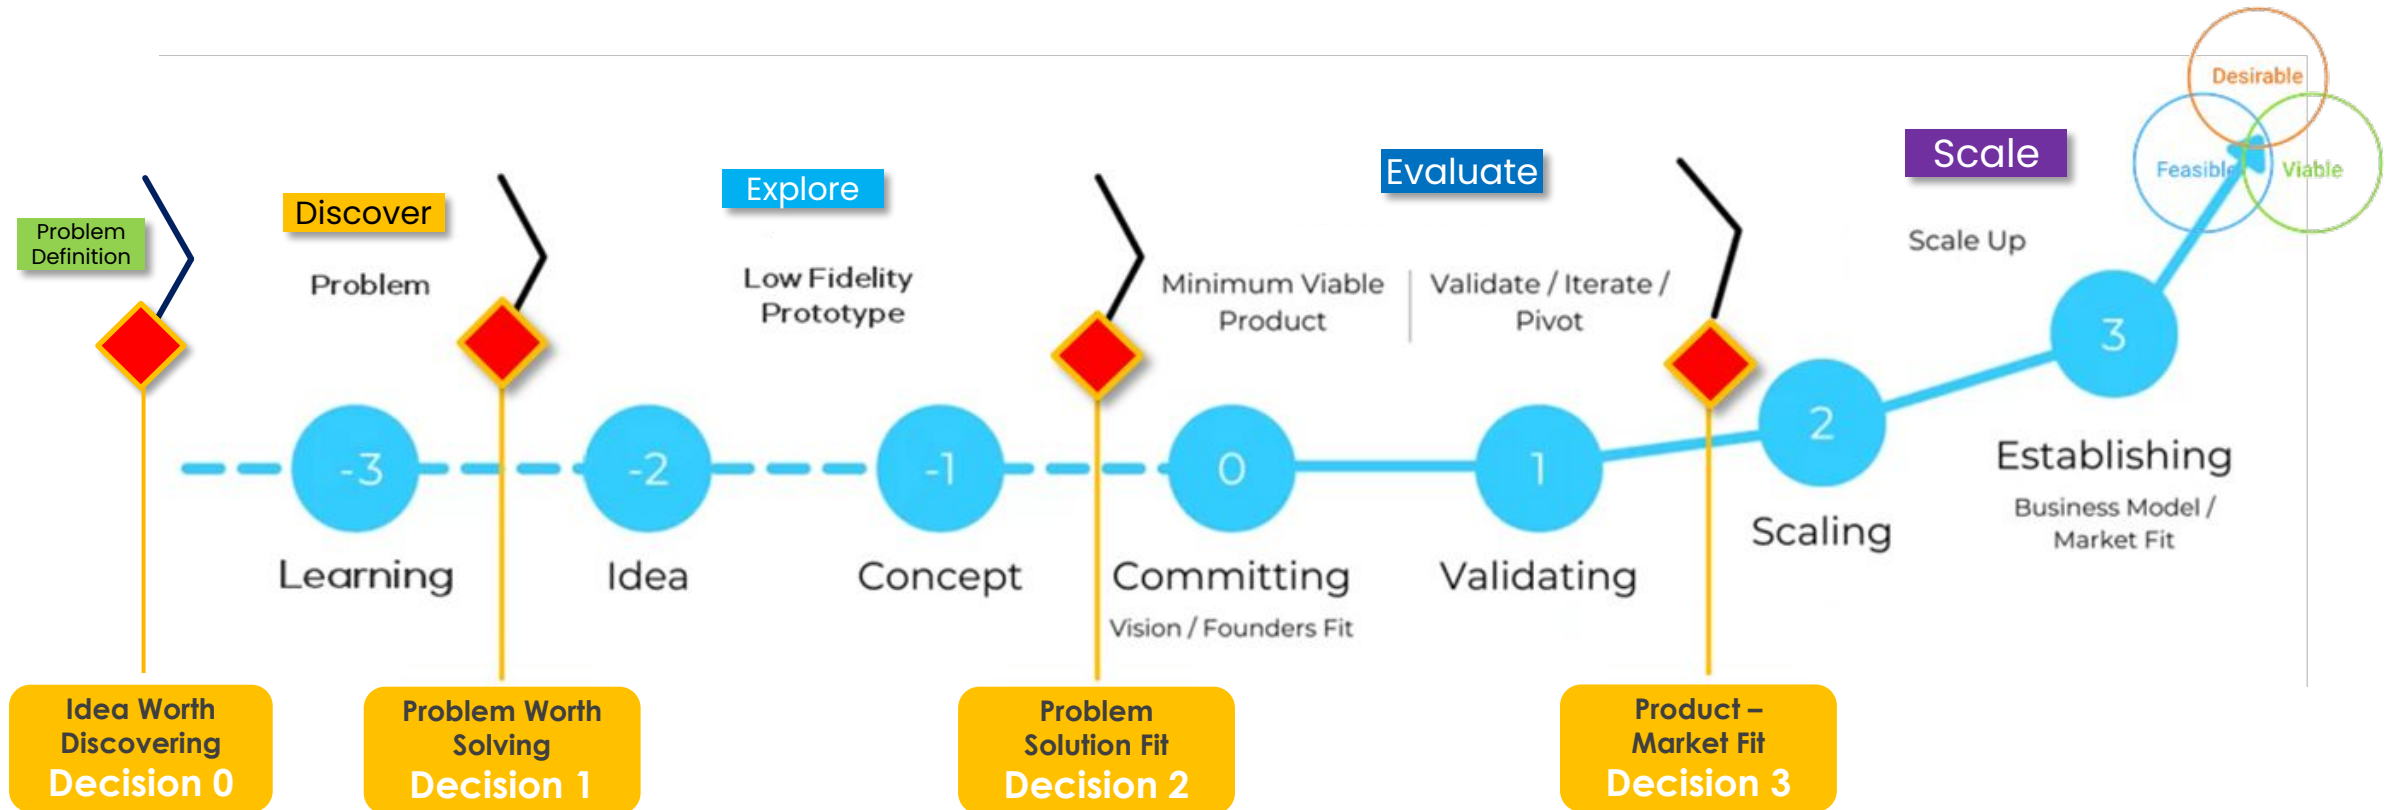 Desirable
Feasible
Viable
Problem
Definition
Discover
Problem
Explore
Low Fidelity
Prototype
Evaluate
Minimum Viable
Product
Validate / Iterate /
Pivot
Scale
Scale Up
-3
-2
-1
0
1
2
3
Learning
Idea
Concept
Committing
Vision / Founders Fit
Validating
Scaling
Establishing
Business Model /
Market Fit
Idea Worth
Discovering
Decision 0
Problem Worth
Solving
Decision 1
Problem
Solution Fit
Decision 2
Product –
Market Fit
Decision 3